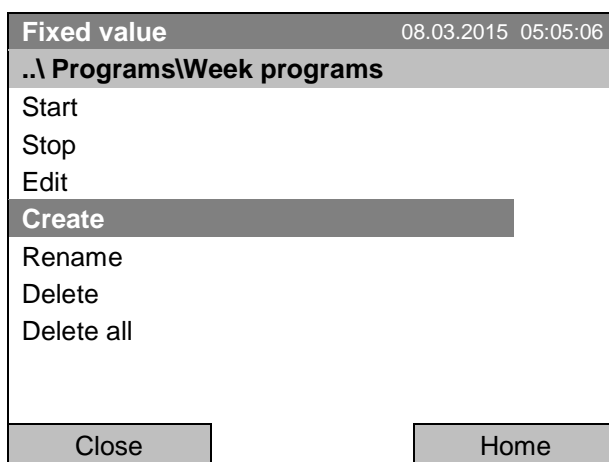 Fixed value 08.03.2015 05:05:06
..\ Programs\Week programs
Start
Stop
Edit
Create
Rename
Delete
Delete all
Close Home